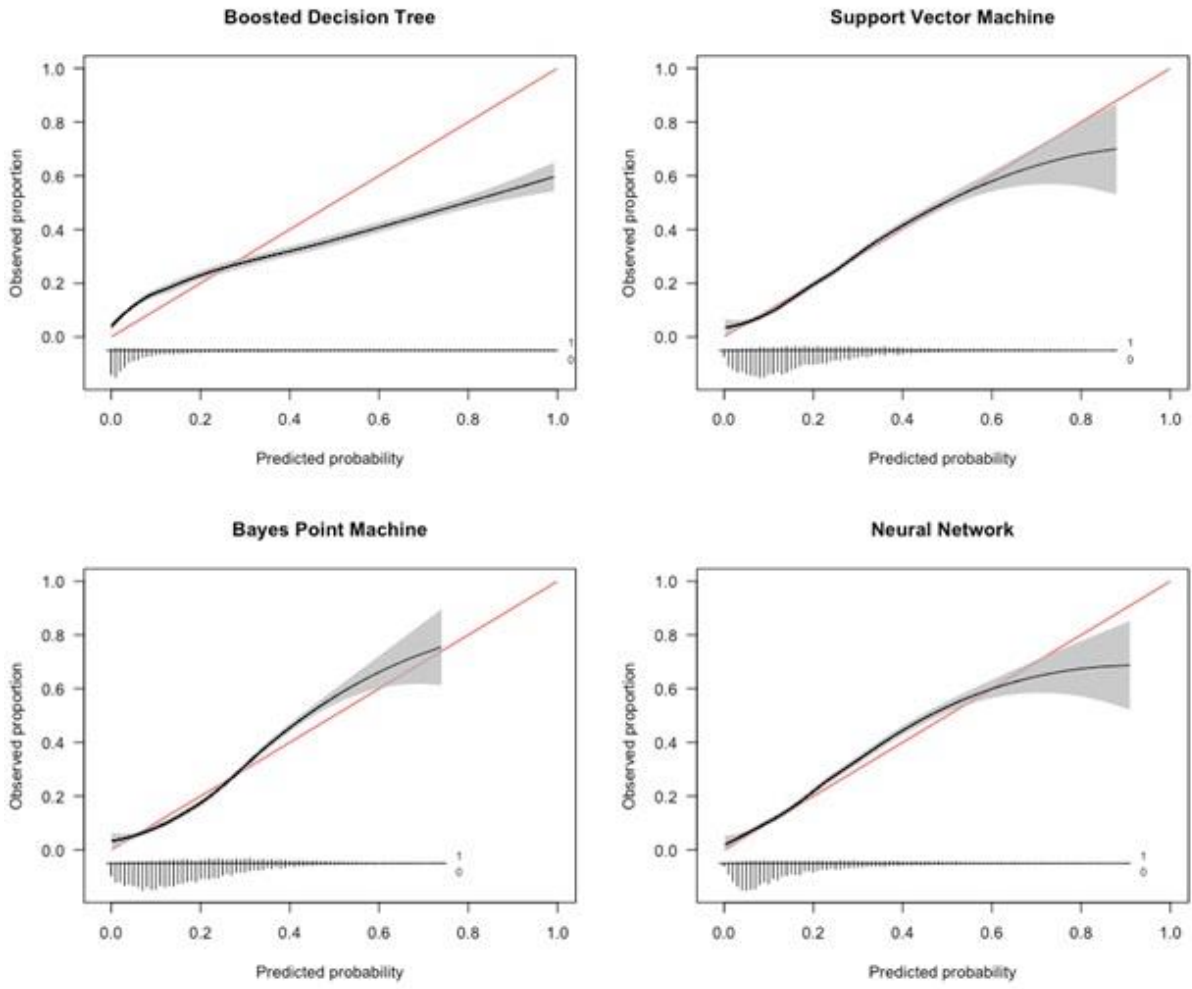 Boosted Decision Tree
Observed proportion
1.0
0.8
0.6
0.4
0.2
0.0
1
0
0.0 0.2 0.4 0.6 0.8 1.0
Predicted probability
Support Vector Machine
Observed proportion
1.0
0.8
0.6
0.4
0.2
0.0
1
0
0.0 0.2 0.4 0.6 0.8 1.0
Predicted probability
Bayes Point Machine
Observed proportion
1.0
0.8
0.6
0.4
0.2
0.0
1
0
0.0 0.2 0.4 0.6 0.8 1.0
Predicted probability
Neural Network
Observed proportion
1.0
0.8
0.6
0.4
0.2
0.0
1
0
0.0 0.2 0.4 0.6 0.8 1.0
Predicted probability